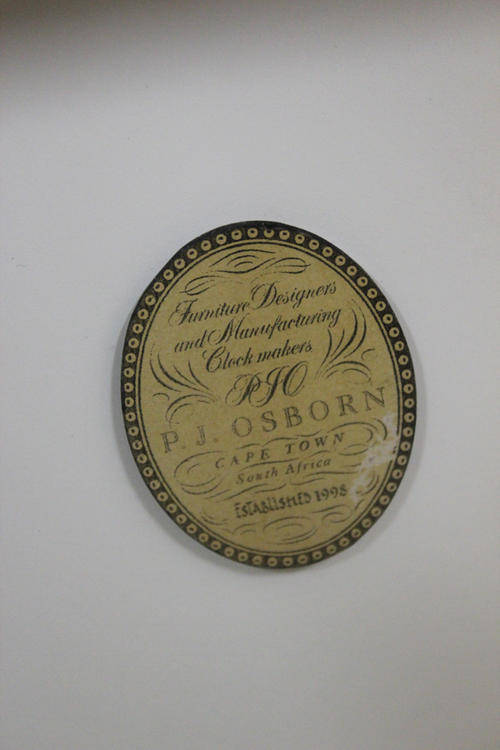 Furniture Designers
and Manufacturing
Clock makers
PJO
P. J. OSBORN
CAPE TOWN
South Africa
ESTABLISHED 1998